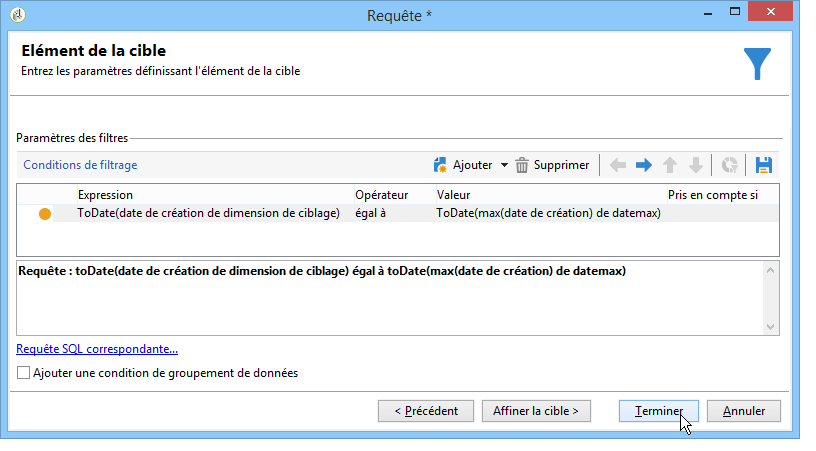 Requête *
Elément de la cible
Entrez les paramètres définissant l'élément de la cible
Paramètres des filtres
Conditions de filtrage Ajouter Supprimer
Expression Opérateur Valeur Pris en compte si
ToDate(date de création de dimension de ciblage) égal à ToDate(max(date de création) de datemax)
Requête : toDate(date de création de dimension de ciblage) égal à toDate(max(date de création) de datemax)
Requête SQL correspondante...
Ajouter une condition de groupement de données
< Précédent Affiner la cible > Terminer Annuler